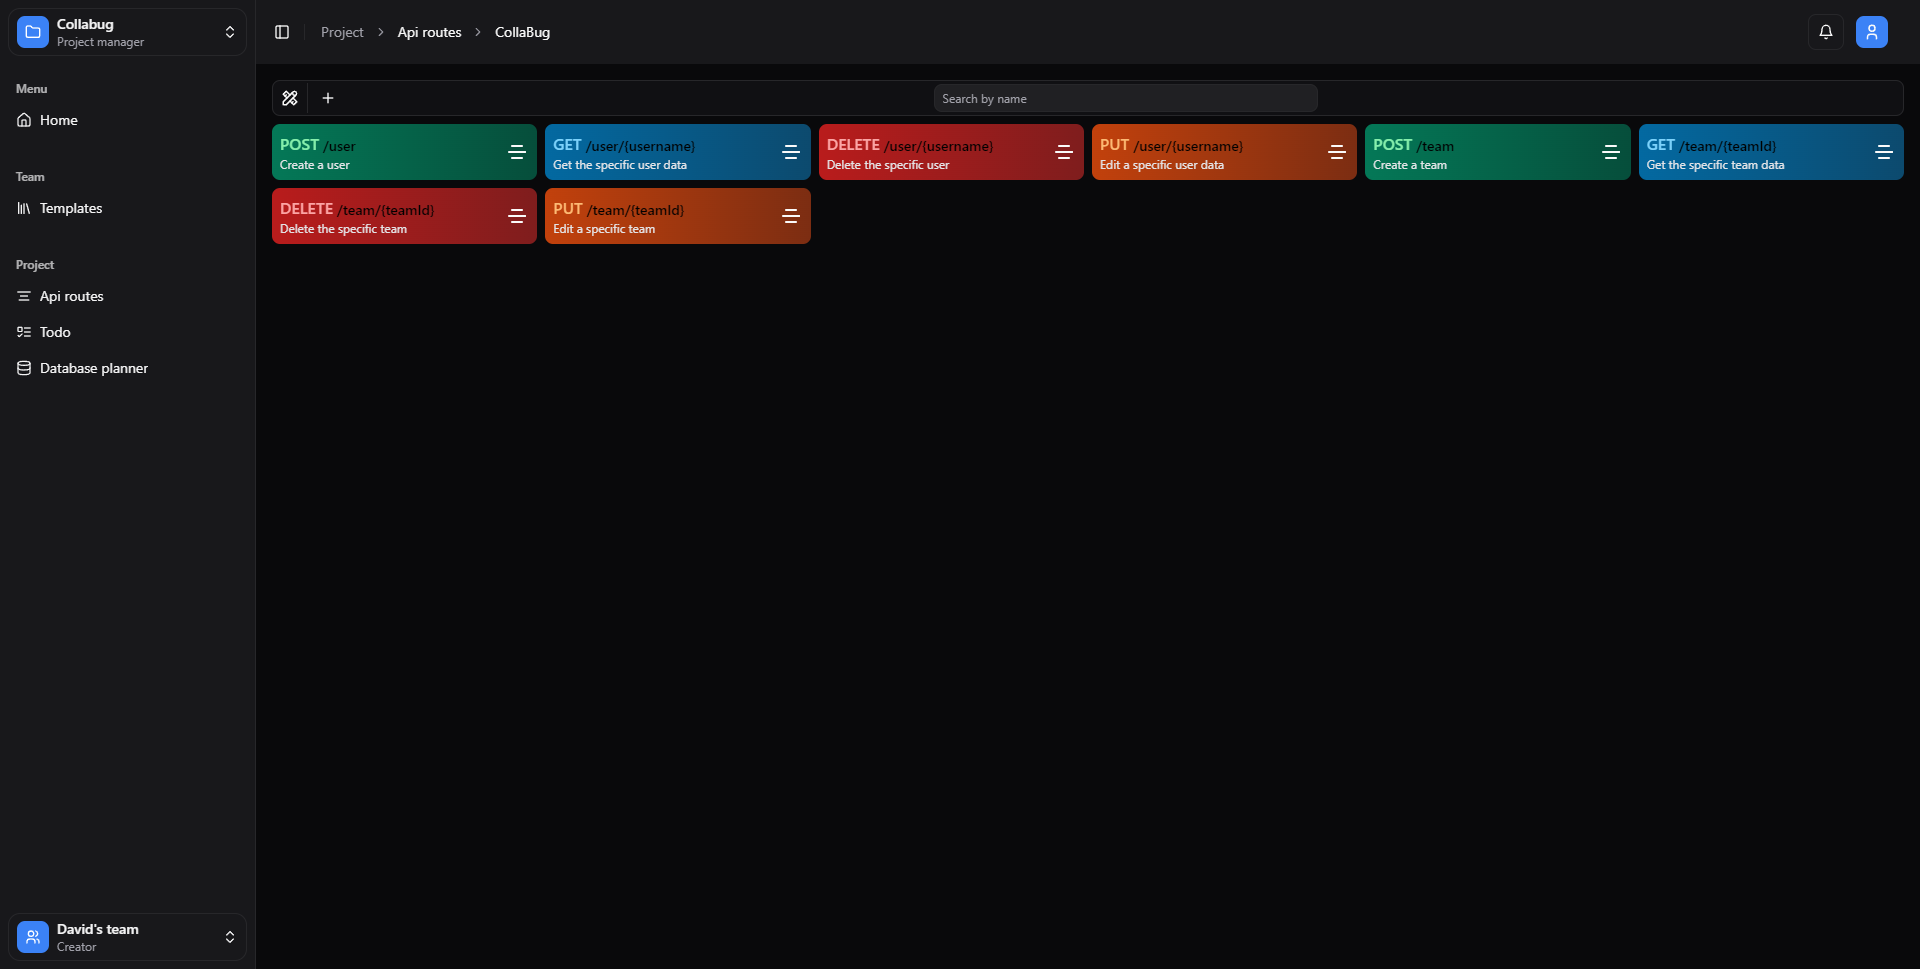 Collabug
Project manager
Menu
Home
Team
Templates
Project
Api routes
Todo
Database planner
David's team
Creator
Project > Api routes > CollaBug
Search by name
POST /user
Create a user
GET /user/{username}
Get the specific user data
DELETE /user/{username}
Delete the specific user
PUT /user/{username}
Edit a specific user data
POST /team
Create a team
GET /team/{teamId}
Get the specific team data
DELETE /team/{teamId}
Delete the specific team
PUT /team/{teamId}
Edit a specific team